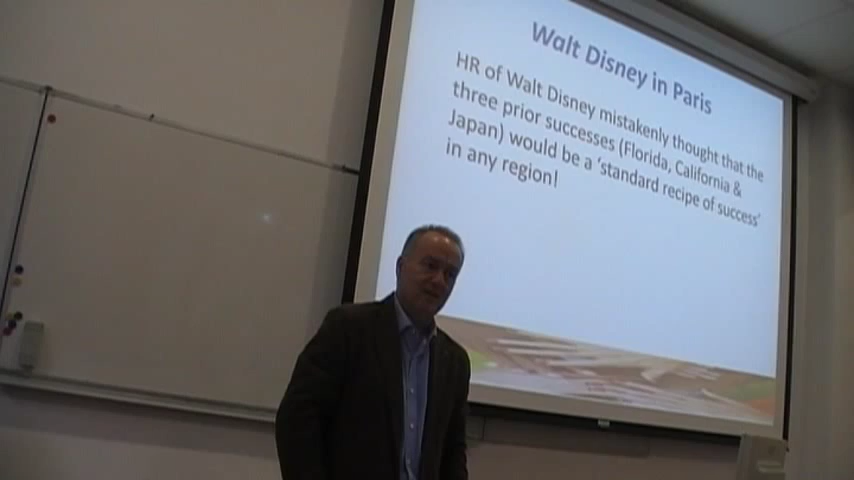 Walt Disney in Paris
HR of Walt Disney mistakenly thought that the
three prior successes (Florida, California &
Japan) would be a 'standard recipe of success'
in any region!